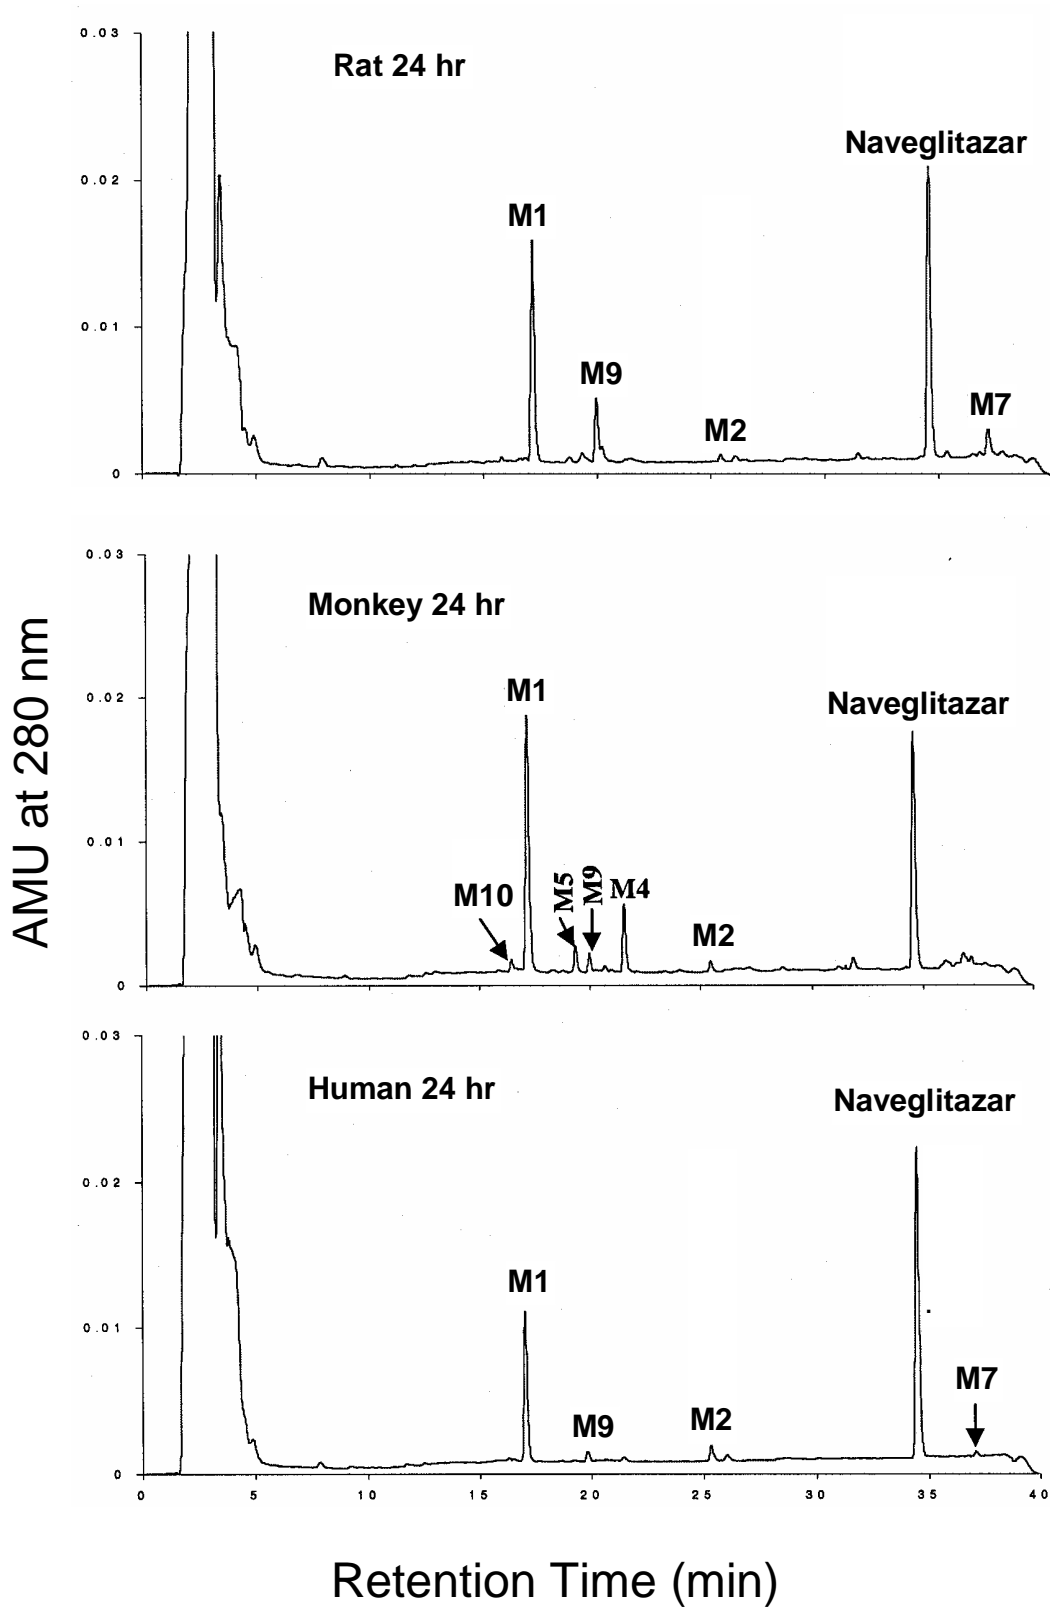 0.03
Rat 24 hr
Naveglitazar
0.02
M1
0.01
M9
M7
M2
0
0.03
Monkey 24 hr
M1
Naveglitazar
0.02
0.01
M10
M5
M9
M4
M2
0
0.03
Human 24 hr
Naveglitazar
0.02
M1
0.01
M7
M9
M2
0
0 5 10 15 20 25 30 35 40
AMU at 280 nm
Retention Time (min)